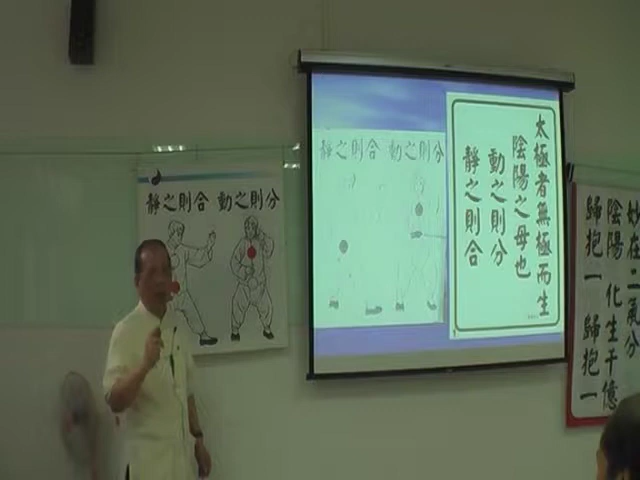 靜之則合 動之則分
靜之則合 動之則分
太極者無極而生
陰陽之母也
動之則分
靜之則合
妙在二氣分
陰陽 化生千億
歸抱一 歸抱一